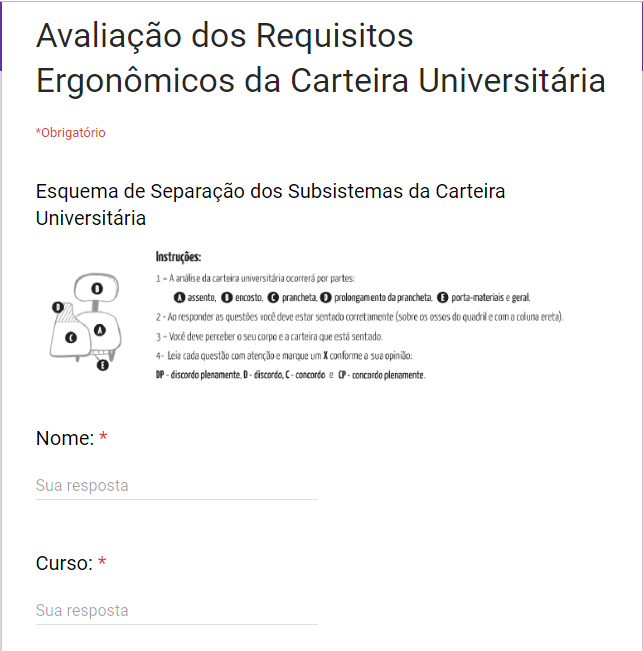 Avaliação dos Requisitos
Ergonômicos da Carteira Universitária
*Obrigatório
Esquema de Separação dos Subsistemas da Carteira
Universitária
Instruções:
1 – A análise da carteira universitária ocorrerá por partes:
A assento, B encosto, C prancheta, D prolongamento da prancheta, E porta-materiais e geral.
2 - Ao responder as questões você deve estar sentado corretamente (sobre os ossos do quadril e com a coluna ereta).
3 – Você deve perceber o seu corpo e a carteira que está sentado.
4- Leia cada questão com atenção e marque um X conforme a sua opinião:
DP - discordo plenamente, D - discordo, C - concordo e CP - concordo plenamente.
B
D
A
C
E
Nome: *
Sua resposta
Curso: *
Sua resposta